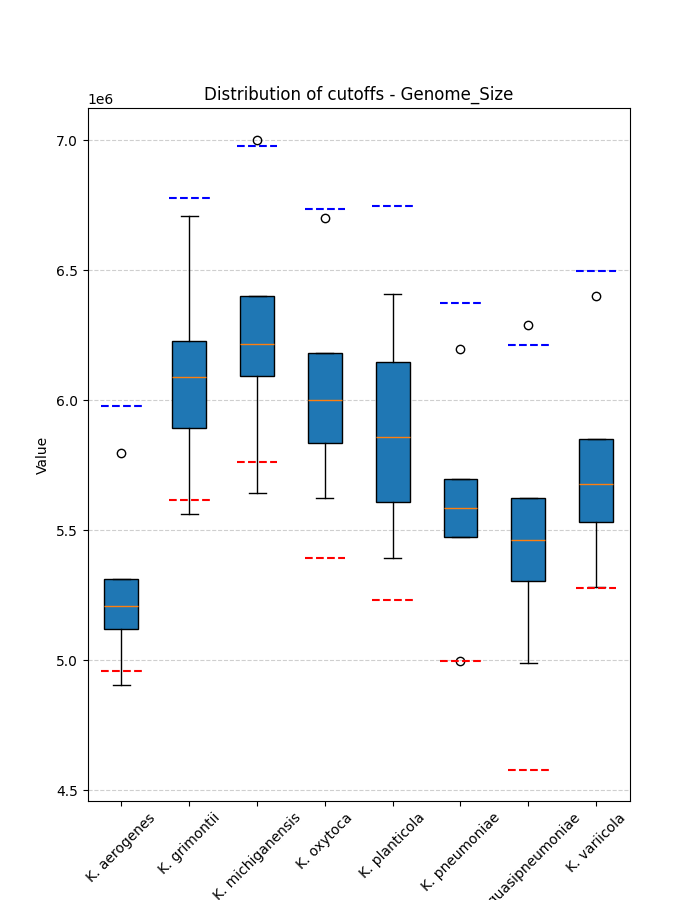 Distribution of cutoffs - Genome_Size
1e6
7.0
6.5
6.0
5.5
5.0
4.5
Value
K. aerogenes
K. grimontii
K. michiganensis
K. oxytoca
K. planticola
K. pneumoniae
quasipneumoniae
K. variicola